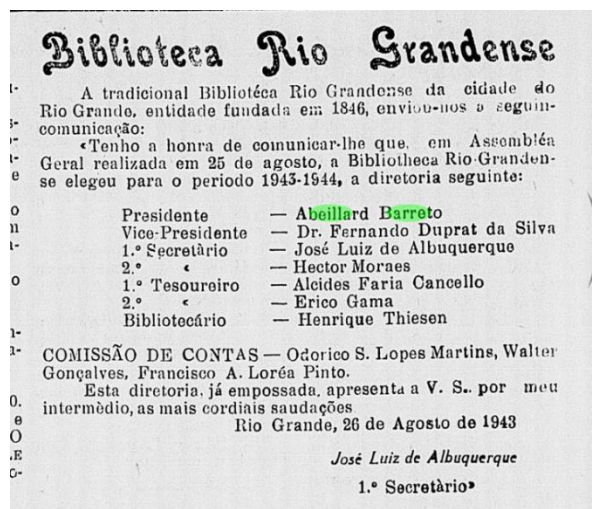 Biblioteca Rio Grandense
A tradicional Bibliotéca Rio Grandense da cidade do
Rio Grande, entidade fundada em 1846, enviou-nos a seguin-
comunicação:
«Tenho a honra de comunicar-lhe que, em Assembléa
Geral realizada em 25 de agosto, a Bibliotheca Rio-Granden-
se elegeu para o periodo 1943-1944, a diretoria seguinte:
Presidente — Abeillard Barreto
Vice-Presidente — Dr. Fernando Duprat da Silva
1.º Secretàrio — José Luiz de Albuquerque
2.º « — Hector Moraes
1.º Tesoureiro — Alcides Faria Cancello
2.º « — Erico Gama
Bibliotecário — Henrique Thiesen
COMISSÃO DE CONTAS — Odorico S. Lopes Martins, Walter
Gonçalves, Francisco A. Loréa Pinto.
Esta diretoria, já empossada, apresenta a V. S.. por meu
intermèdio, as mais cordiais saudações
Rio Grande, 26 de Agosto de 1943
José Luiz de Albuquerque
1.º Secretàrio»